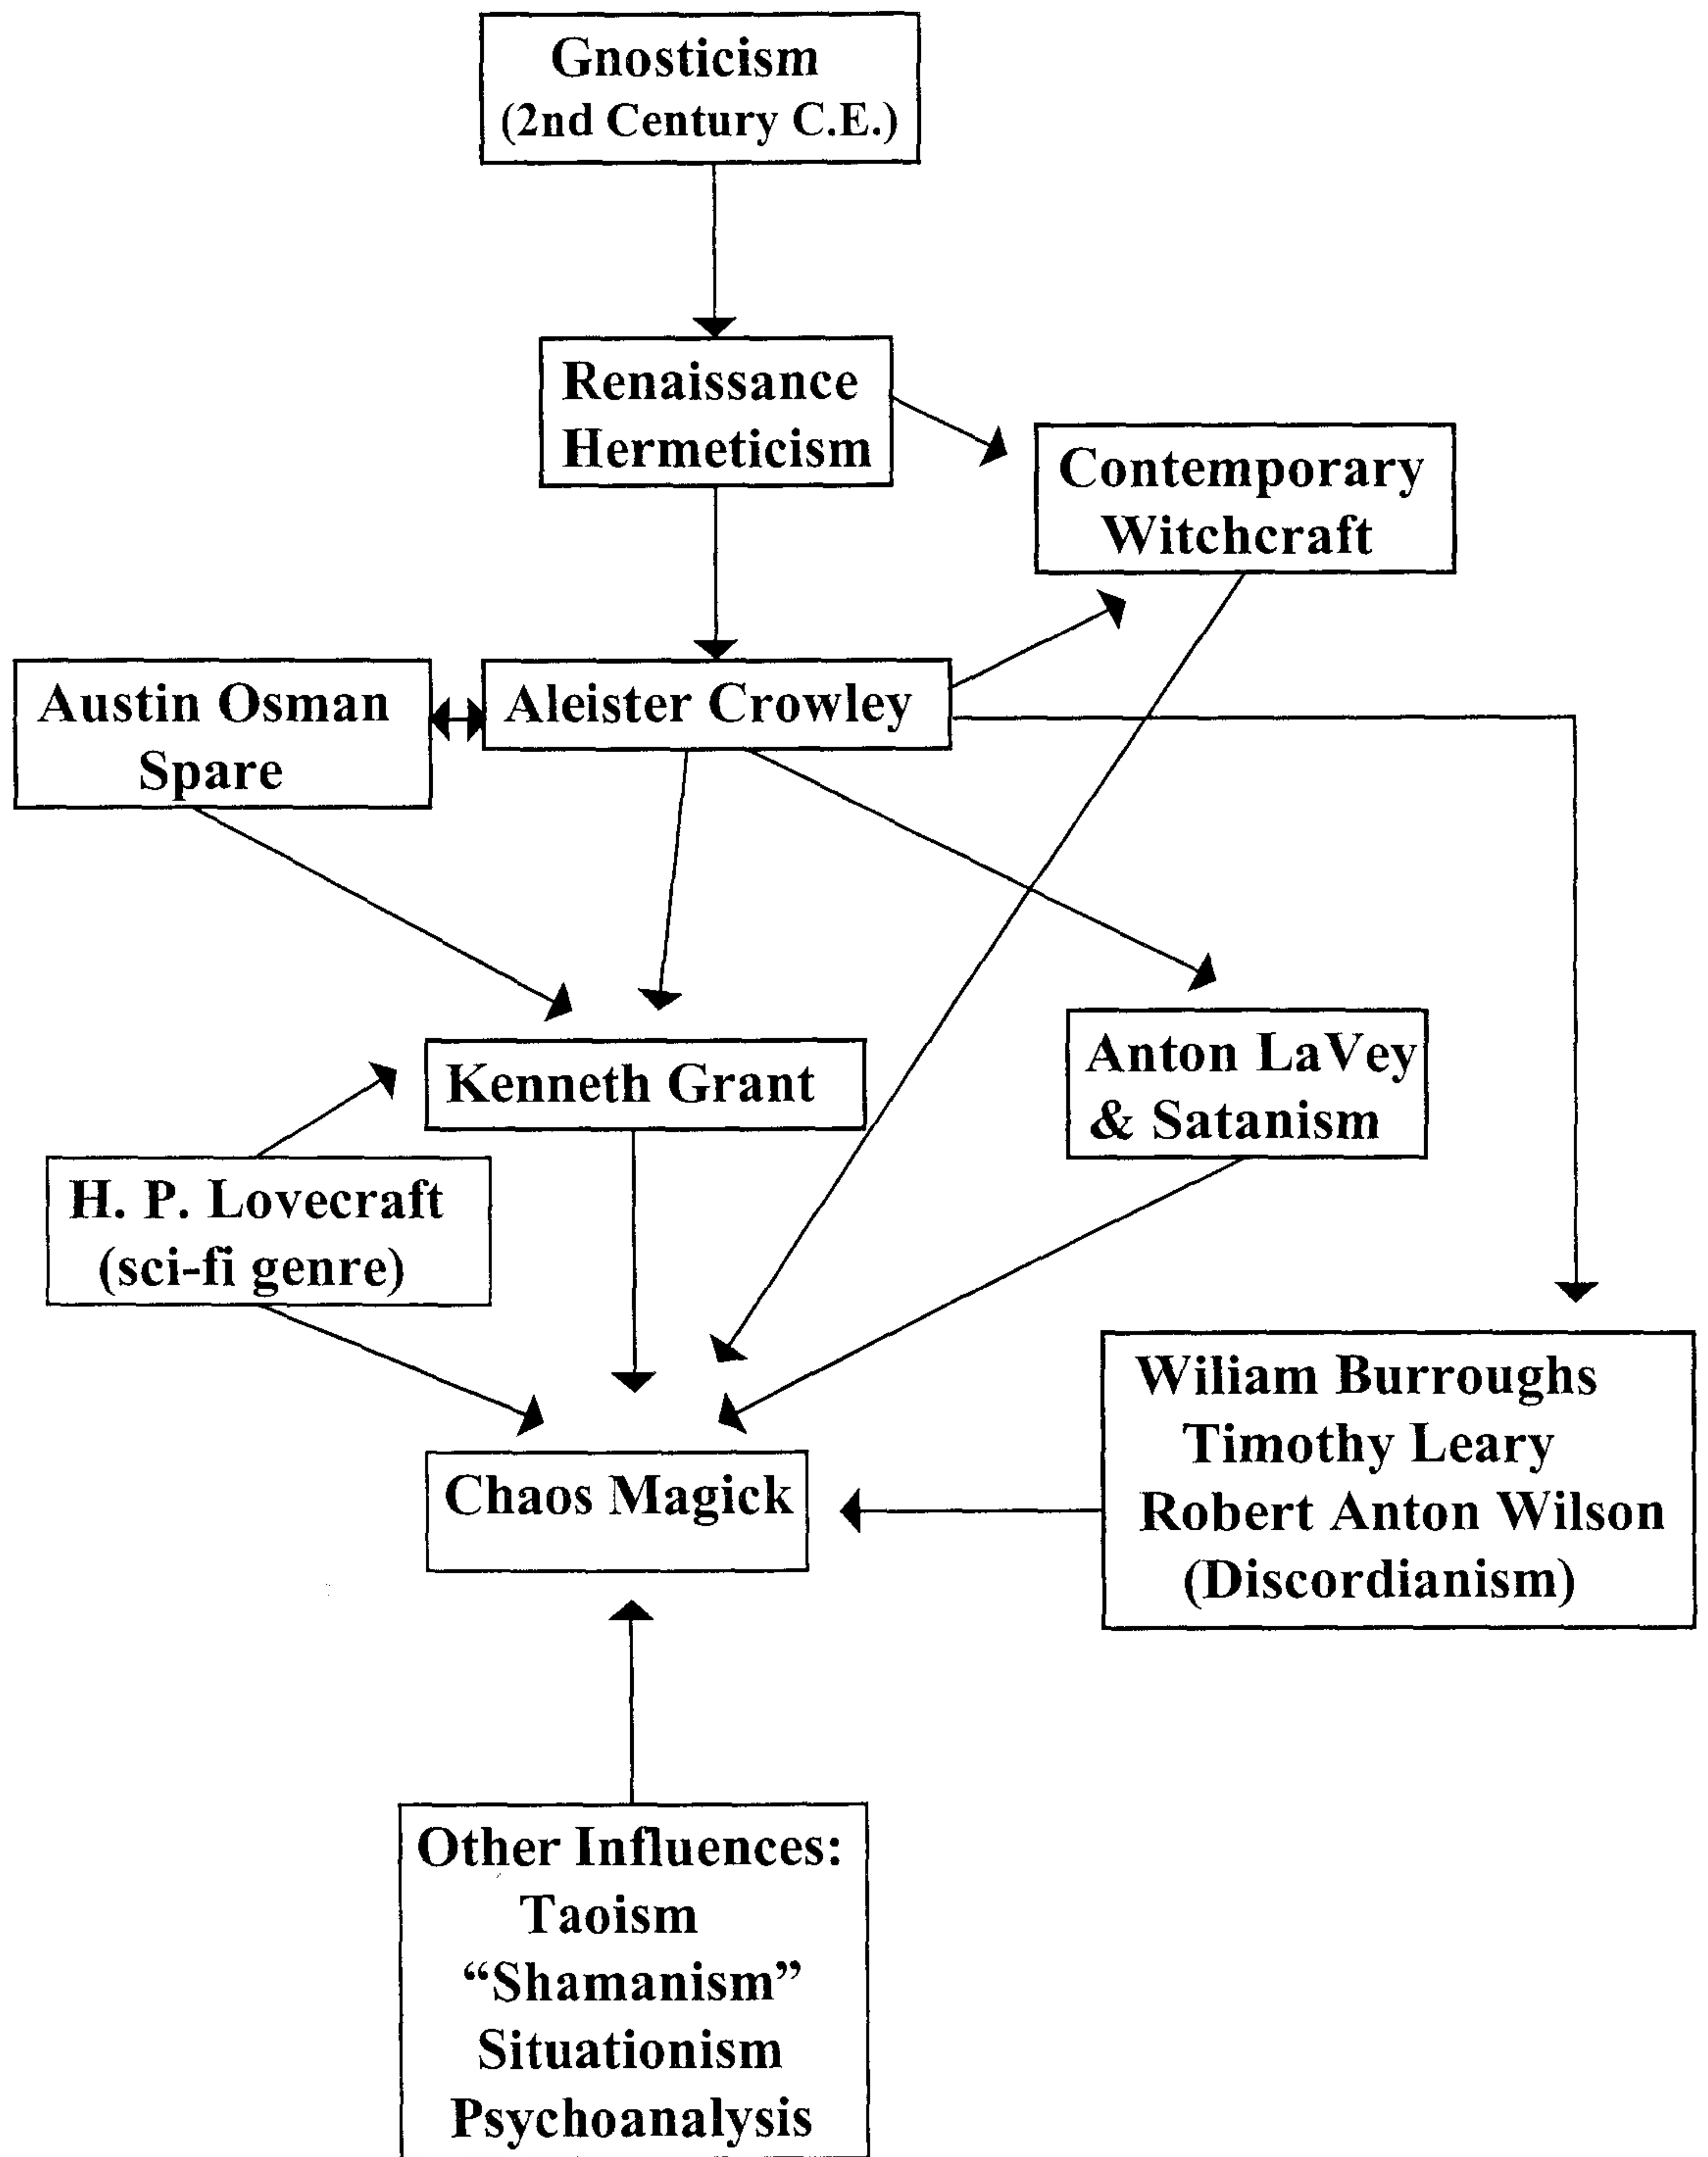 Gnosticism
(2nd Century C.E.)
Renaissance
Hermeticism
Contemporary
Witchcraft
Austin Osman
Spare
Aleister Crowley
Kenneth Grant
Anton LaVey
& Satanism
H. P. Lovecraft
(sci-fi genre)
Wiliam Burroughs
Timothy Leary
Robert Anton Wilson
(Discordianism)
Chaos Magick
Other Influences:
Taoism
“Shamanism”
Situationism
Psychoanalysis